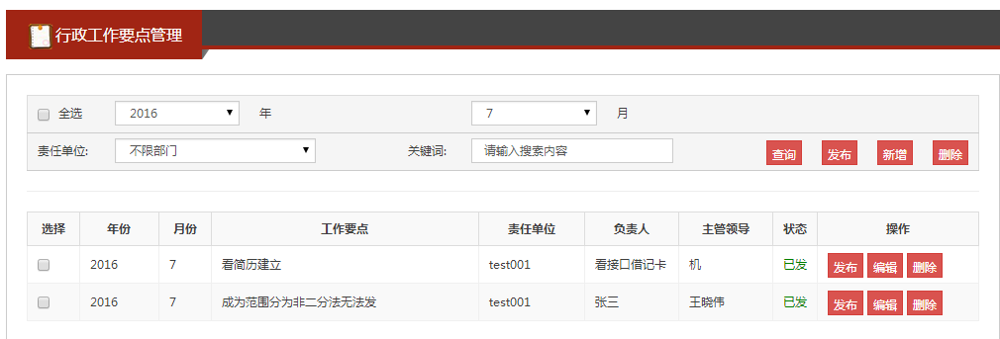 行政工作要点管理
全选 2016 年 7 月
责任单位: 不限部门 关键词: 请输入搜索内容 查询 发布 新增 删除
选择 年份 月份 工作要点 责任单位 负责人 主管领导 状态 操作
2016 7 看简历建立 test001 看接口借记卡 机 已发 发布 编辑 删除
2016 7 成为范围分为非二分法无法发 test001 张三 王晓伟 已发 发布 编辑 删除